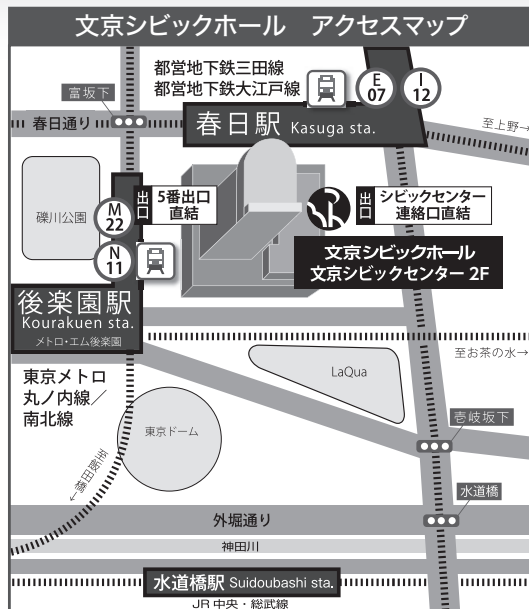 文京シビックホール　アクセスマップ
都営地下鉄三田線
都営地下鉄大江戸線
E
07
I
12
富坂下
春日通り
春日駅 Kasuga sta.
至上野→
礫川公園
M
22
出口
5番出口
直結
出口
シビックセンター
連絡口直結
N
11
文京シビックホール
文京シビックセンター 2F
後楽園駅
Kourakuen sta.
メトロ・エム後楽園
至お茶の水→
東京メトロ
丸ノ内線／
南北線
LaQua
東京ドーム
壱岐坂下
至飯田橋→
水道橋
外堀通り
神田川
水道橋駅 Suidoubashi sta.
JR 中央・総武線